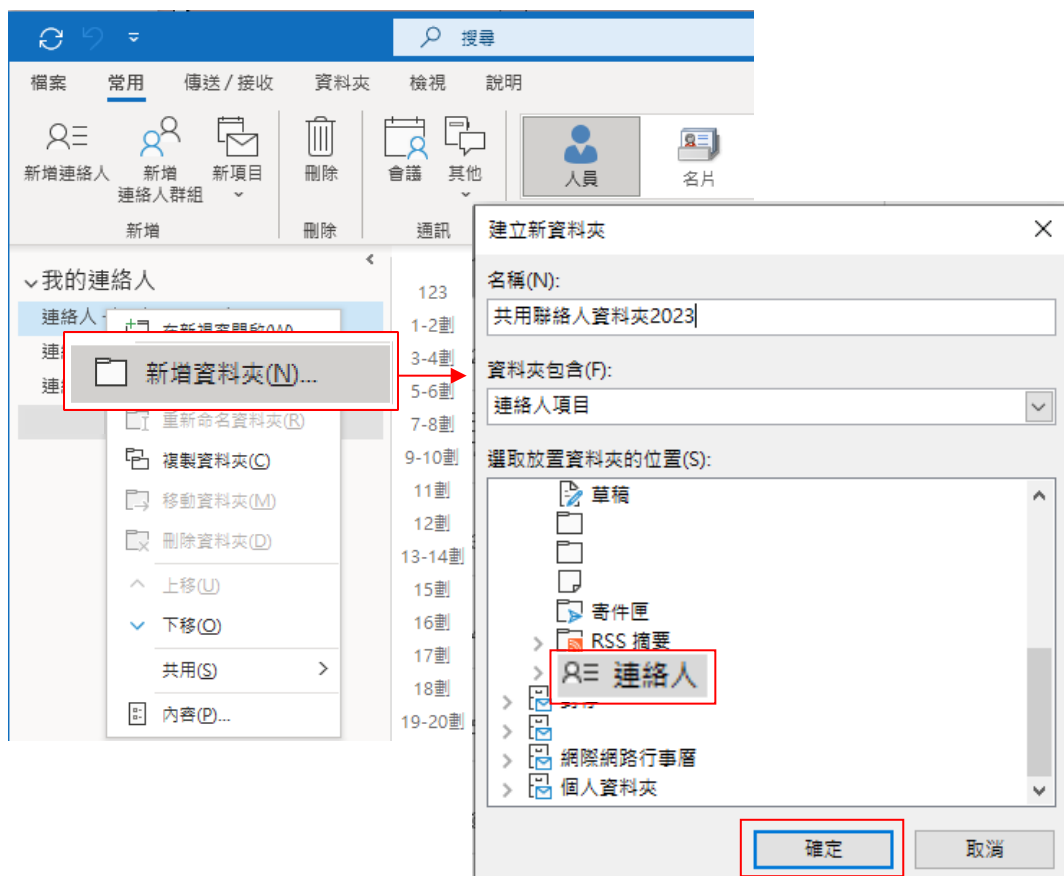 搜尋
檔案 常用 傳送/接收 資料夾 檢視 說明
新增連絡人 新增連絡人群組 新項目 刪除 會議 其他 人員 名片
新增 刪除 通訊
我的連絡人
連絡人
新增資料夾(N)...
重新命名資料夾(R)
複製資料夾(C)
移動資料夾(M)
刪除資料夾(D)
上移(U)
下移(O)
共用(S)
內容(P)...
123
1-2劃
3-4劃
5-6劃
7-8劃
9-10劃
11劃
12劃
13-14劃
15劃
16劃
17劃
18劃
19-20劃
建立新資料夾
名稱(N):
共用聯絡人資料夾2023
資料夾包含(F):
連絡人項目
選取放置資料夾的位置(S):
草稿
寄件匣
RSS 摘要
連絡人
網際網路行事曆
個人資料夾
確定 取消